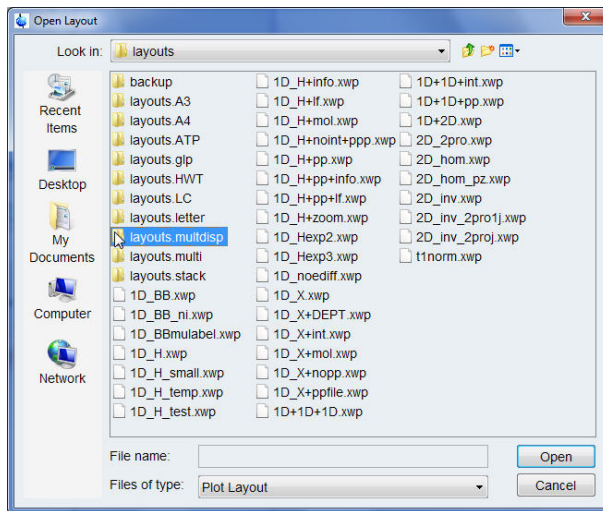 Open Layout
Look in: layouts
Recent Items
Desktop
My Documents
Computer
Network
backup
layouts.A3
layouts.A4
layouts.ATP
layouts.glp
layouts.HWT
layouts.LC
layouts.letter
layouts.multdisp
layouts.multi
layouts.stack
1D_BB.xwp
1D_BB_ni.xwp
1D_BBmulabel.xwp
1D_H.xwp
1D_H_small.xwp
1D_H_temp.xwp
1D_H_test.xwp
1D_H+info.xwp
1D_H+lf.xwp
1D_H+mol.xwp
1D_H+noint+ppp.xwp
1D_H+pp.xwp
1D_H+pp+info.xwp
1D_H+pp+lf.xwp
1D_H+zoom.xwp
1D_Hexp2.xwp
1D_Hexp3.xwp
1D_noediff.xwp
1D_X.xwp
1D_X+DEPT.xwp
1D_X+int.xwp
1D_X+mol.xwp
1D_X+nopp.xwp
1D_X+ppfile.xwp
1D+1D+1D.xwp
1D+1D+int.xwp
1D+1D+pp.xwp
1D+2D.xwp
2D_2pro.xwp
2D_hom.xwp
2D_hom_pz.xwp
2D_inv.xwp
2D_inv_2pro1j.xwp
2D_inv_2proj.xwp
t1norm.xwp
File name:
Open
Files of type: Plot Layout
Cancel